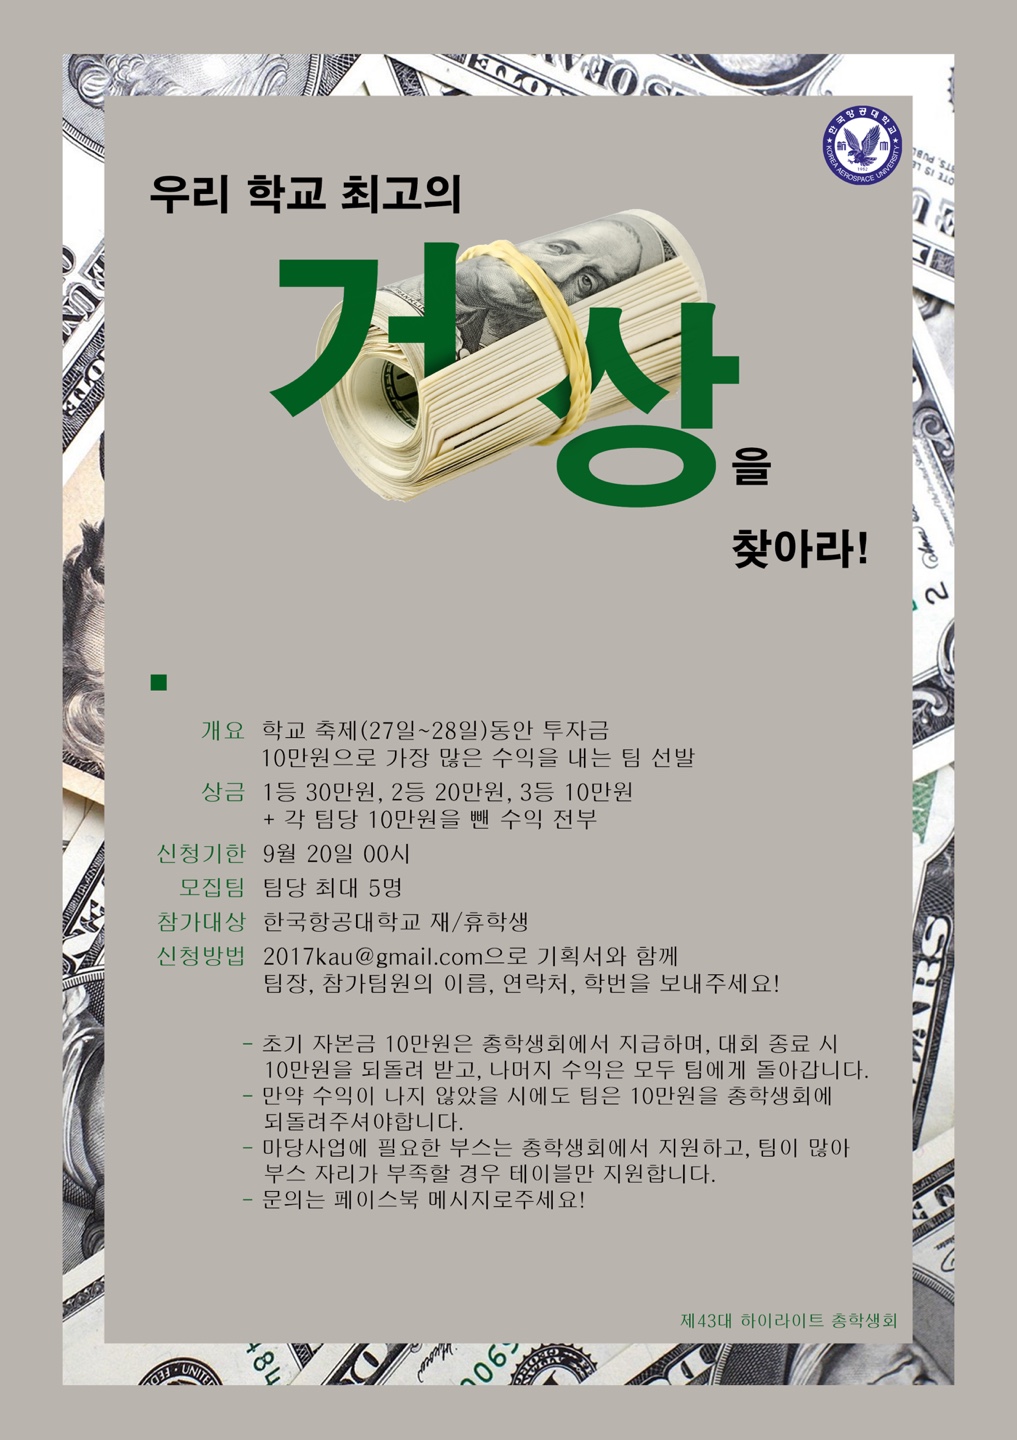 한국항공대학교
KOREA AEROSPACE UNIVERSITY
1952
우리 학교 최고의
거상을
찾아라!
개요 학교 축제(27일~28일)동안 투자금
10만원으로 가장 많은 수익을 내는 팀 선발
상금 1등 30만원, 2등 20만원, 3등 10만원
+ 각 팀당 10만원을 뺀 수익 전부
신청기한 9월 20일 00시
모집팀 팀당 최대 5명
참가대상 한국항공대학교 재/휴학생
신청방법 2017kau@gmail.com으로 기획서와 함께
팀장, 참가팀원의 이름, 연락처, 학번을 보내주세요!
- 초기 자본금 10만원은 총학생회에서 지급하며, 대회 종료 시
10만원을 되돌려 받고, 나머지 수익은 모두 팀에게 돌아갑니다.
- 만약 수익이 나지 않았을 시에도 팀은 10만원을 총학생회에
되돌려주셔야합니다.
- 마당사업에 필요한 부스는 총학생회에서 지원하고, 팀이 많아
부스 자리가 부족할 경우 테이블만 지원합니다.
- 문의는 페이스북 메시지로주세요!
제43대 하이라이트 총학생회